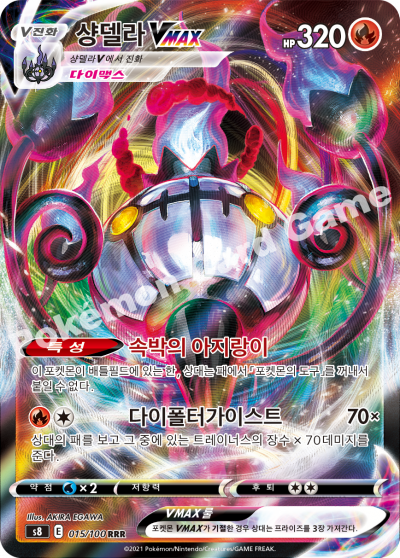 V진화 샹델라 VMAX HP 320
샹델라V에서 진화
다이맥스
Pokémon Card Game
특성 속박의 아지랑이
이 포켓몬이 배틀필드에 있는 한, 상대는 패에서 「포켓몬의 도구」를 꺼내서
붙일 수 없다.
다이폴터가이스트 70×
상대의 패를 보고 그 중에 있는 트레이너스의 장수 × 70데미지를
준다.
약점 ×2 저항력 후퇴
Illus. AKIRA EGAWA
s8 E 015/100 RRR
VMAX 룰
포켓몬 VMAX가 기절한 경우 상대는 프라이즈를 3장 가져간다.
©2021 Pokémon/Nintendo/Creatures/GAME FREAK.